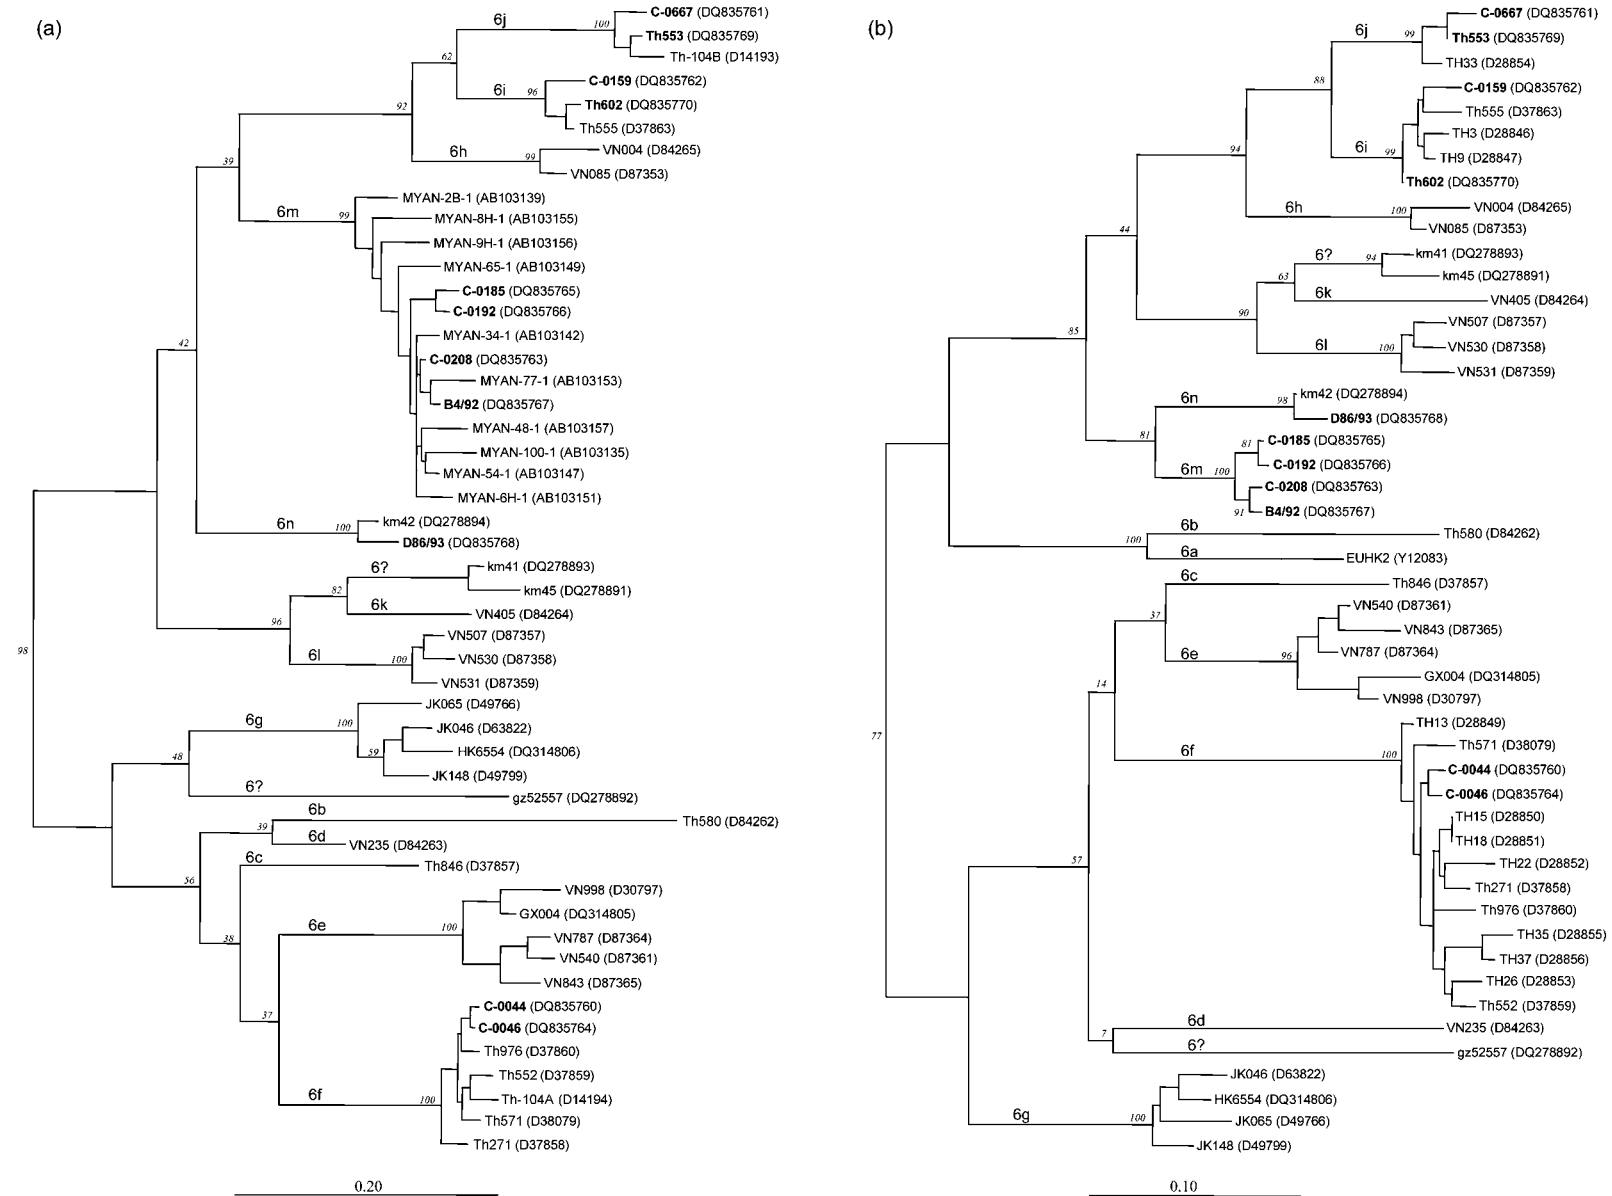 (a)
6j
100
C-0667 (DQ835761)
Th553 (DQ835769)
Th-104B (D14193)
62
6i
96
C-0159 (DQ835762)
Th602 (DQ835770)
Th555 (D37863)
92
6h
99
VN004 (D84265)
VN085 (D87353)
39
6m
99
MYAN-2B-1 (AB103139)
MYAN-8H-1 (AB103155)
MYAN-9H-1 (AB103156)
MYAN-65-1 (AB103149)
C-0185 (DQ835765)
C-0192 (DQ835766)
MYAN-34-1 (AB103142)
C-0208 (DQ835763)
MYAN-77-1 (AB103153)
B4/92 (DQ835767)
MYAN-48-1 (AB103157)
MYAN-100-1 (AB103135)
MYAN-54-1 (AB103147)
MYAN-6H-1 (AB103151)
42
6n
100
km42 (DQ278894)
D86/93 (DQ835768)
6?
km41 (DQ278893)
km45 (DQ278891)
82
6k
VN405 (D84264)
96
6l
100
VN507 (D87357)
VN530 (D87358)
VN531 (D87359)
98
6g
100
JK065 (D49766)
JK046 (D63822)
HK6554 (DQ314806)
59
JK148 (D49799)
48
6?
gz52557 (DQ278892)
6b
39
Th580 (D84262)
6d
VN235 (D84263)
6c
Th846 (D37857)
56
6e
100
VN998 (D30797)
GX004 (DQ314805)
VN787 (D87364)
VN540 (D87361)
VN843 (D87365)
38
37
6f
100
C-0044 (DQ835760)
C-0046 (DQ835764)
Th976 (D37860)
Th552 (D37859)
Th-104A (D14194)
Th571 (D38079)
Th271 (D37858)
0.20
(b)
6j
99
C-0667 (DQ835761)
Th553 (DQ835769)
TH33 (D28854)
88
6i
99
C-0159 (DQ835762)
Th555 (D37863)
TH3 (D28846)
TH9 (D28847)
Th602 (DQ835770)
94
6h
100
VN004 (D84265)
VN085 (D87353)
44
6?
94
km41 (DQ278893)
km45 (DQ278891)
63
6k
VN405 (D84264)
90
6l
100
VN507 (D87357)
VN530 (D87358)
VN531 (D87359)
85
6n
98
km42 (DQ278894)
D86/93 (DQ835768)
81
6m
100
81
C-0185 (DQ835765)
C-0192 (DQ835766)
C-0208 (DQ835763)
91
B4/92 (DQ835767)
6b
100
Th580 (D84262)
6a
EUHK2 (Y12083)
6c
Th846 (D37857)
37
6e
96
VN540 (D87361)
VN843 (D87365)
VN787 (D87364)
GX004 (DQ314805)
VN998 (D30797)
14
6f
100
TH13 (D28849)
Th571 (D38079)
C-0044 (DQ835760)
C-0046 (DQ835764)
TH15 (D28850)
TH18 (D28851)
TH22 (D28852)
Th271 (D37858)
Th976 (D37860)
TH35 (D28855)
TH37 (D28856)
TH26 (D28853)
Th552 (D37859)
77
57
6d
7
VN235 (D84263)
6?
gz52557 (DQ278892)
6g
100
JK046 (D63822)
HK6554 (DQ314806)
JK065 (D49766)
JK148 (D49799)
0.10